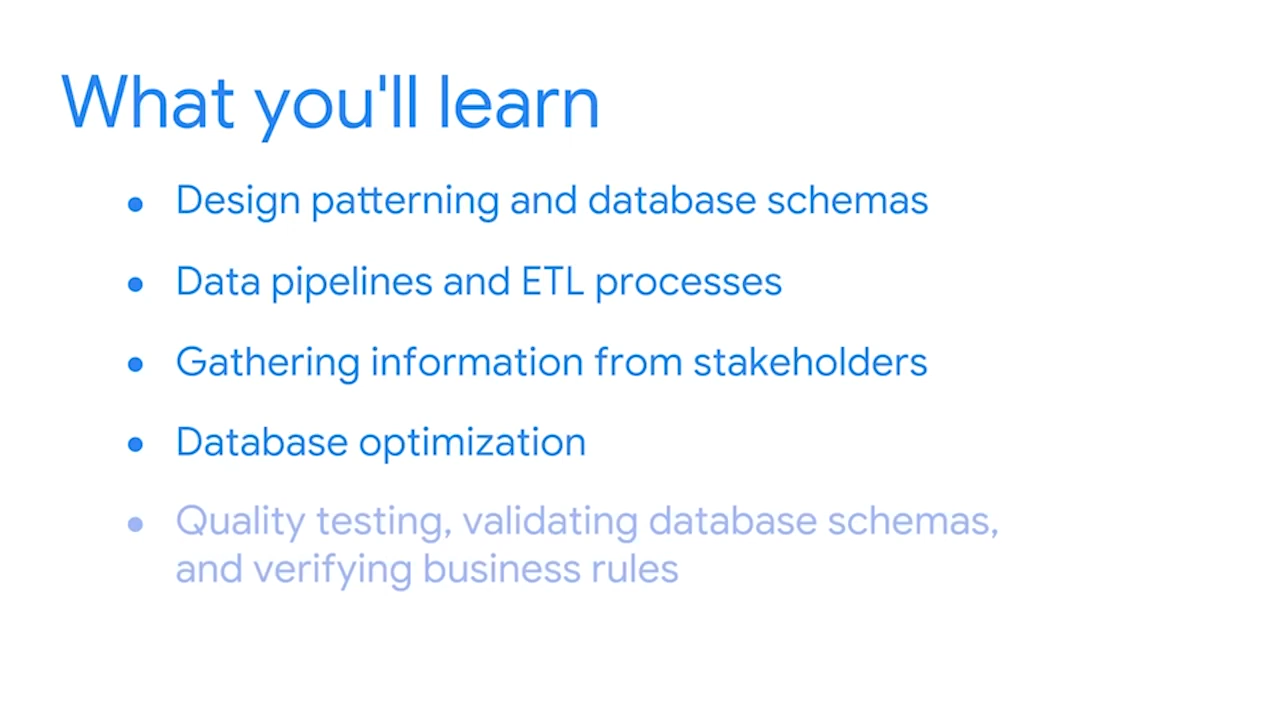 What you'll learn
• Design patterning and database schemas
• Data pipelines and ETL processes
• Gathering information from stakeholders
• Database optimization
• Quality testing, validating database schemas,
and verifying business rules